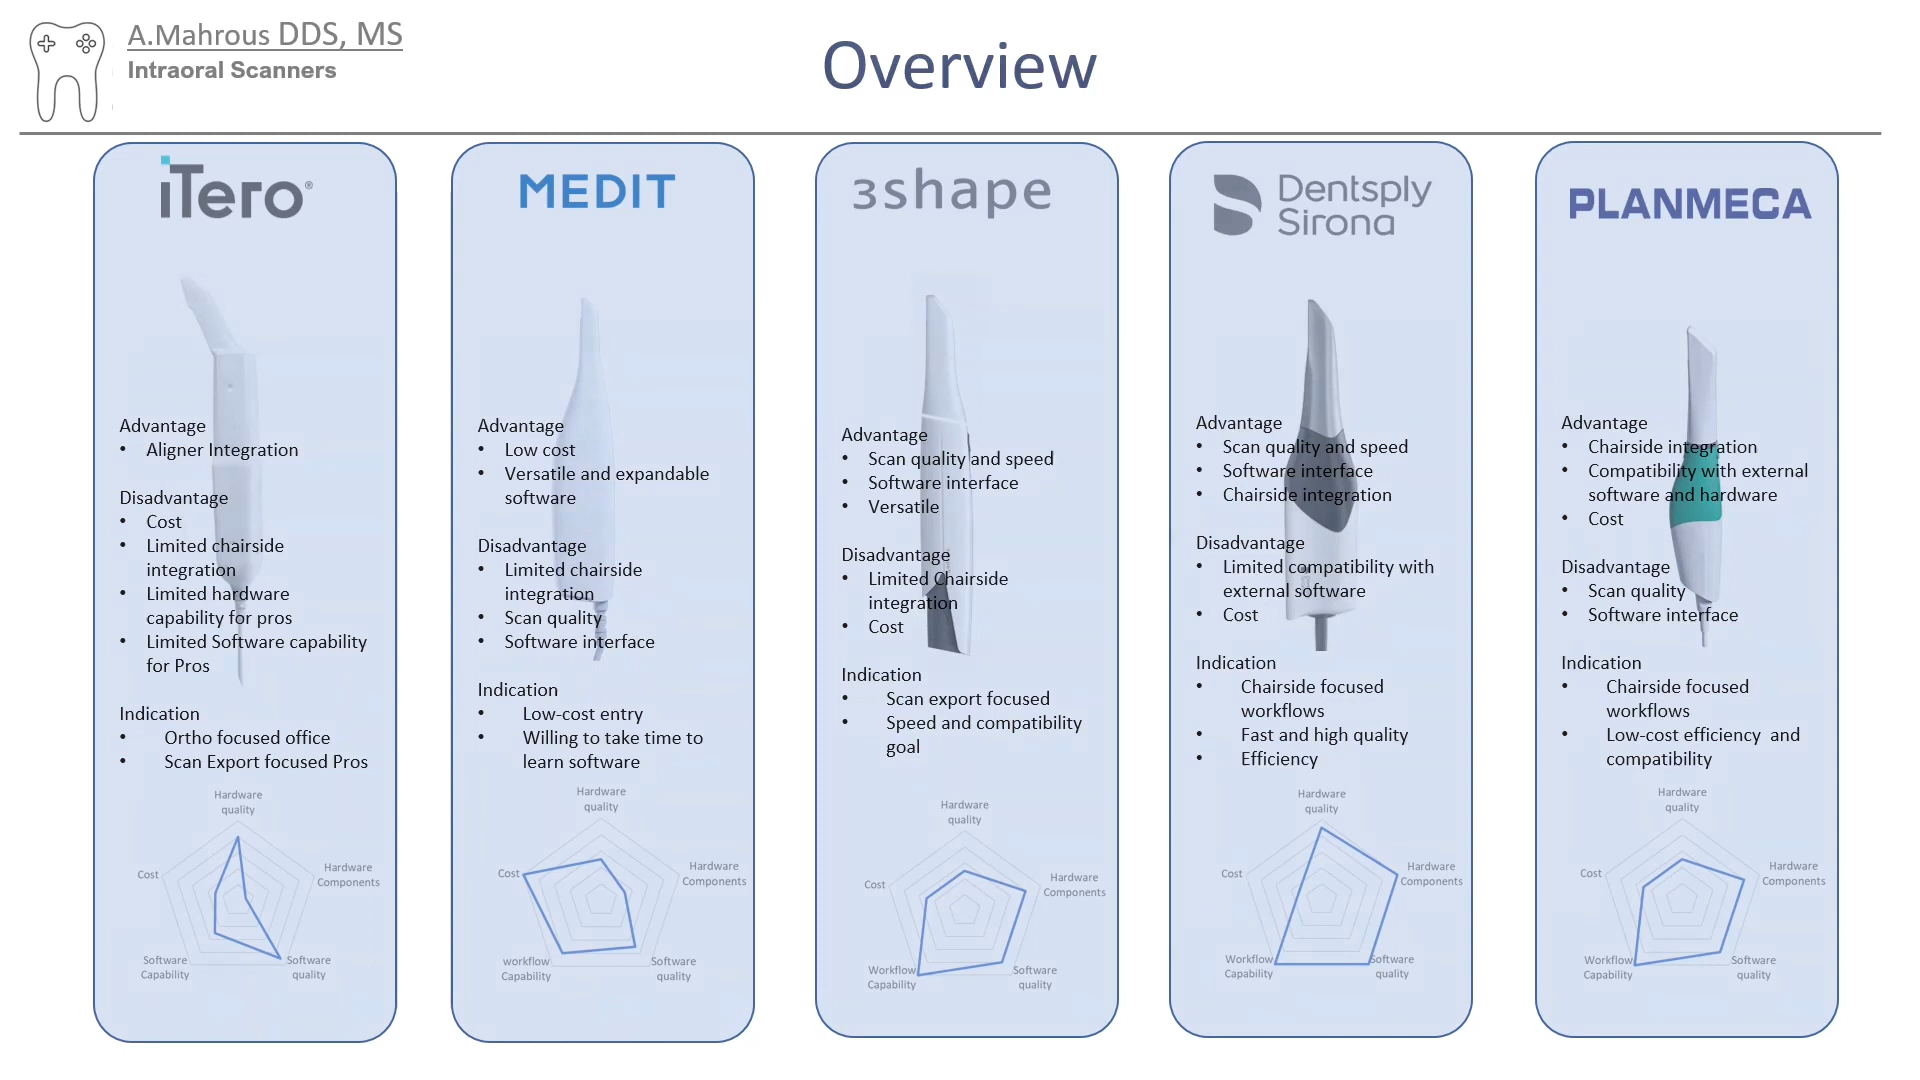 A.Mahrous DDS, MS
Intraoral Scanners
Overview
iTero®
Advantage
• Aligner Integration
Disadvantage
• Cost
• Limited chairside
integration
• Limited hardware
capability for pros
• Limited Software capability
for Pros
Indication
• Ortho focused office
• Scan Export focused Pros
Hardware
quality
Hardware
Components
Software
quality
Software
Capability
Cost
MEDIT
Advantage
• Low cost
• Versatile and expandable
software
Disadvantage
• Limited chairside
integration
• Scan quality
• Software interface
Indication
• Low-cost entry
• Willing to take time to
learn software
Hardware
quality
Hardware
Components
Software
quality
workflow
Capability
Cost
3shape
Advantage
• Scan quality and speed
• Software interface
• Versatile
Disadvantage
• Limited Chairside
integration
• Cost
Indication
• Scan export focused
• Speed and compatibility
goal
Hardware
quality
Hardware
Components
Software
quality
Workflow
Capability
Cost
Dentsply
Sirona
Advantage
• Scan quality and speed
• Software interface
• Chairside integration
Disadvantage
• Limited compatibility with
external software
• Cost
Indication
• Chairside focused
workflows
• Fast and high quality
• Efficiency
Hardware
quality
Hardware
Components
Software
quality
Workflow
Capability
Cost
PLANMECA
Advantage
• Chairside integration
• Compatibility with external
software and hardware
• Cost
Disadvantage
• Scan quality
• Software interface
Indication
• Chairside focused
workflows
• Low-cost efficiency and
compatibility
Hardware
quality
Hardware
Components
Software
quality
Workflow
Capability
Cost